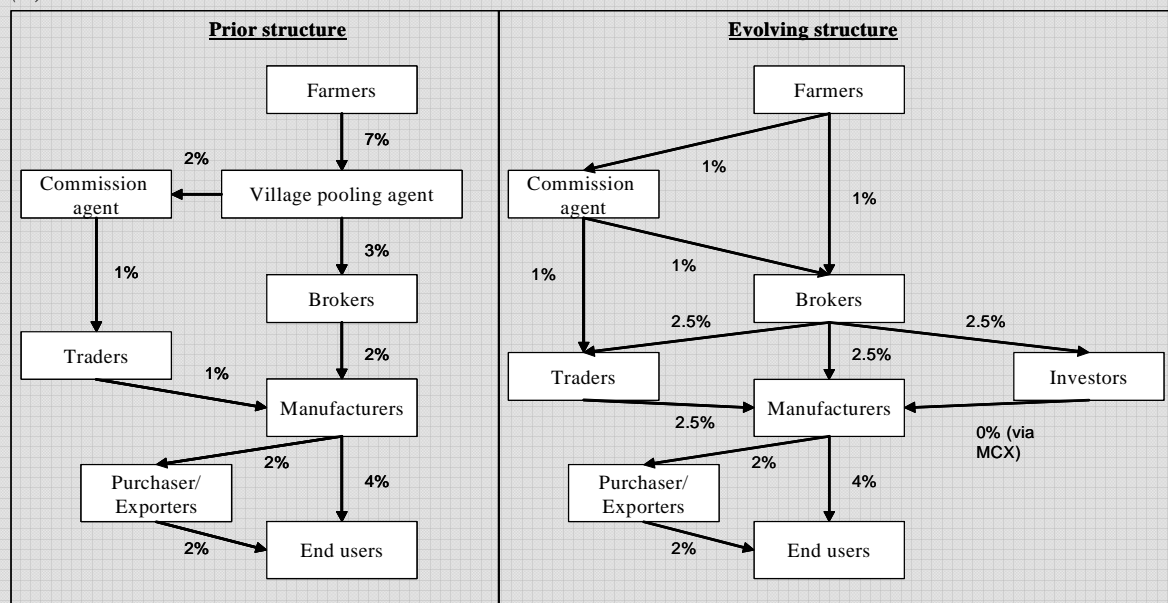 Prior structure
Farmers
7%
2%
Commission
agent
Village pooling agent
3%
1%
Brokers
Traders
2%
1%
Manufacturers
2%
Purchaser/
Exporters
4%
2%
End users
Evolving structure
Farmers
1%
Commission
agent
1%
1%
1%
Brokers
2.5%
2.5%
2.5%
Traders
Investors
Manufacturers
2.5%
0% (via
MCX)
2%
Purchaser/
Exporters
4%
2%
End users